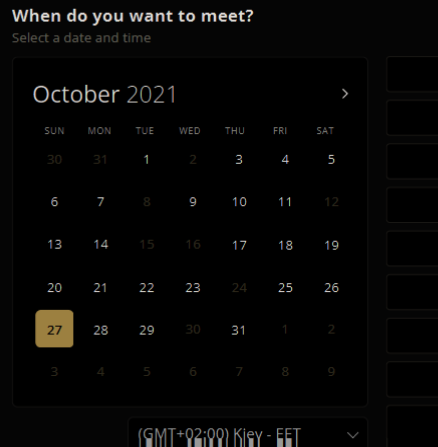 When do you want to meet?
Select a date and time
October 2021
SUN MON TUE WED THU FRI SAT
30 31 1 2 3 4 5
6 7 8 9 10 11 12
13 14 15 16 17 18 19
20 21 22 23 24 25 26
27 28 29 30 31 1 2
3 4 5 6 7 8 9
(GMT+02:00) Kiev - EET